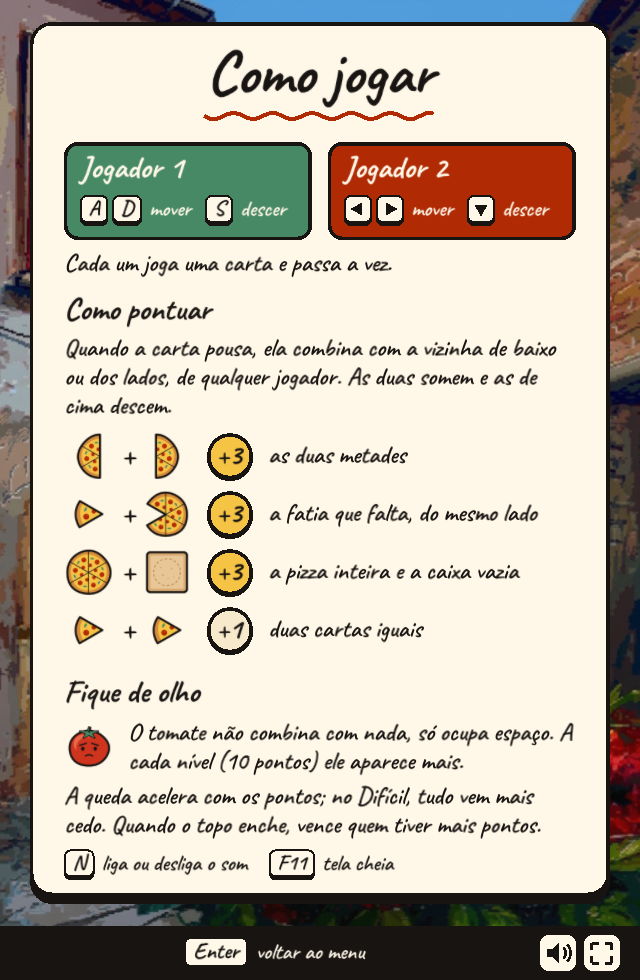 Como jogar
Jogador 1
A D mover S descer
Jogador 2
◀ ▶ mover ▼ descer
Cada um joga uma carta e passa a vez.
Como pontuar
Quando a carta pousa, ela combina com a vizinha de baixo
ou dos lados, de qualquer jogador. As duas somem e as de
cima descem.
+ +3 as duas metades
+ +3 a fatia que falta, do mesmo lado
+ +3 a pizza inteira e a caixa vazia
+ +1 duas cartas iguais
Fique de olho
O tomate não combina com nada, só ocupa espaço. A
cada nível (10 pontos) ele aparece mais.
A queda acelera com os pontos; no Difícil, tudo vem mais
cedo. Quando o topo enche, vence quem tiver mais pontos.
N liga ou desliga o som F11 tela cheia
Enter voltar ao menu